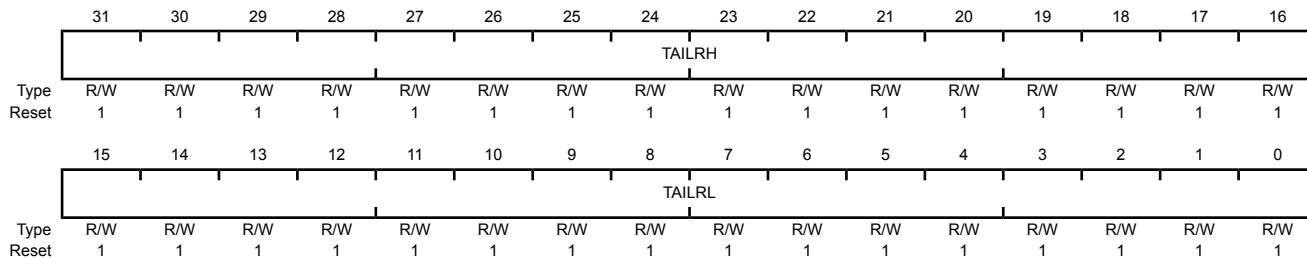 31 30 29 28 27 26 25 24 23 22 21 20 19 18 17 16
TAILRH
Type R/W R/W R/W R/W R/W R/W R/W R/W R/W R/W R/W R/W R/W R/W R/W R/W
Reset 1 1 1 1 1 1 1 1 1 1 1 1 1 1 1 1
15 14 13 12 11 10 9 8 7 6 5 4 3 2 1 0
TAILRL
Type R/W R/W R/W R/W R/W R/W R/W R/W R/W R/W R/W R/W R/W R/W R/W R/W
Reset 1 1 1 1 1 1 1 1 1 1 1 1 1 1 1 1